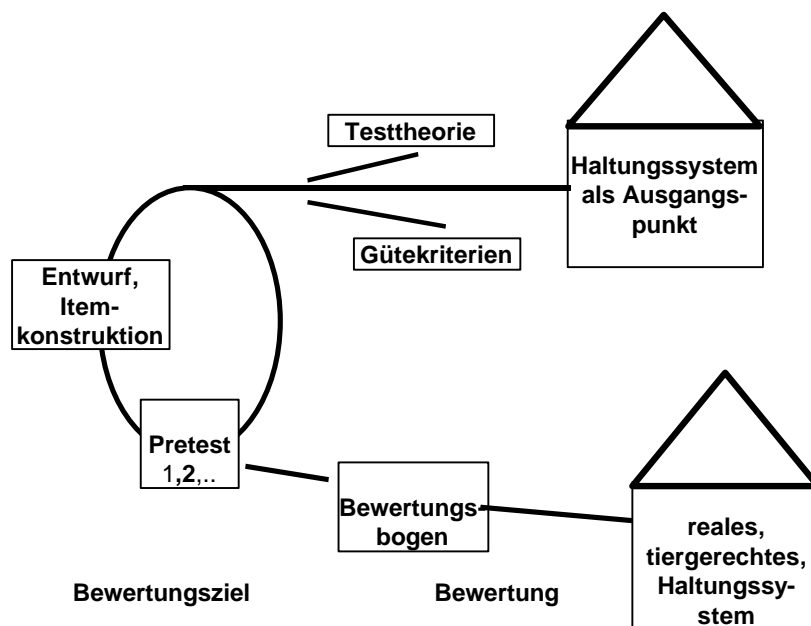 Testtheorie
Haltungssystem
als Ausgangs-
punkt
Gütekriterien
Entwurf,
Item-
konstruktion
Pretest
1,2,..
Bewertungs-
bogen
reales,
tiergerechtes,
Haltungssy-
stem
Bewertungsziel
Bewertung